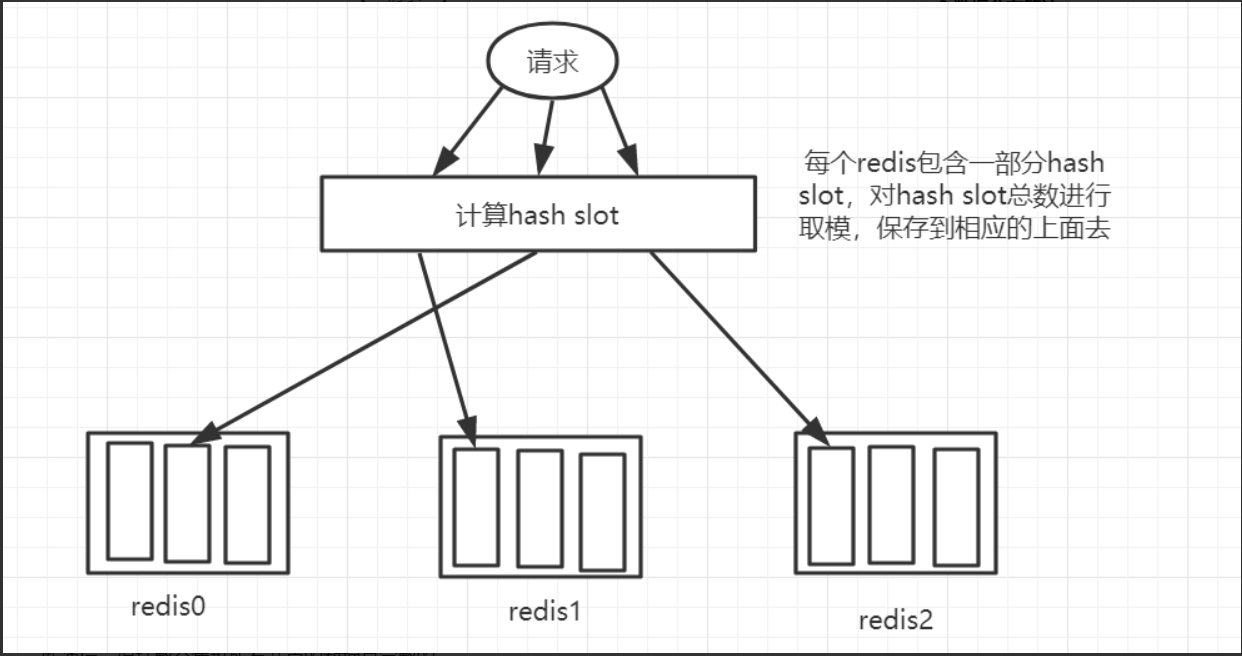 请求
每个redis包含一部分hash
slot，对hash slot总数进行
取模，保存到相应的上面去
计算hash slot
redis0
redis1
redis2